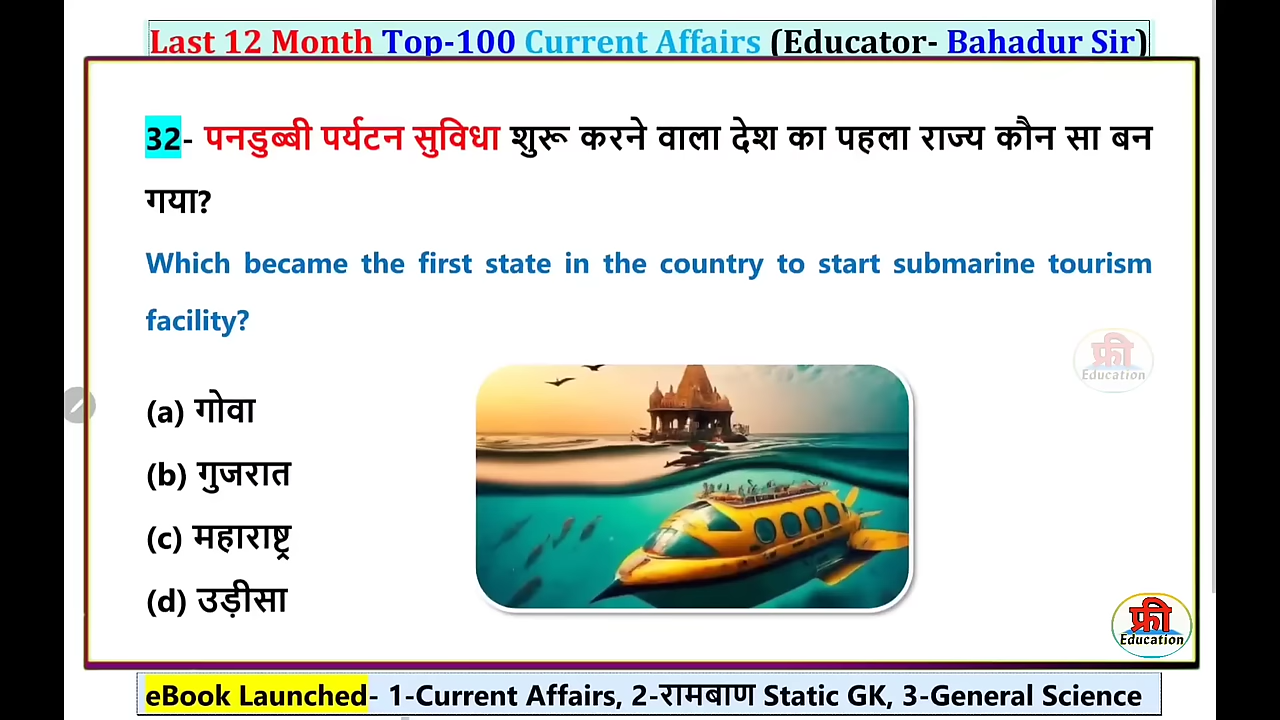 Last 12 Month Top-100 Current Affairs (Educator- Bahadur Sir)
32- पनडुब्बी पर्यटन सुविधा शुरू करने वाला देश का पहला राज्य कौन सा बन
गया?
Which became the first state in the country to start submarine tourism
facility?
फ्री
Education
(a) गोवा
(b) गुजरात
(c) महाराष्ट्र
(d) उड़ीसा
फ्री
Education
eBook Launched- 1-Current Affairs, 2-रामबाण Static GK, 3-General Science